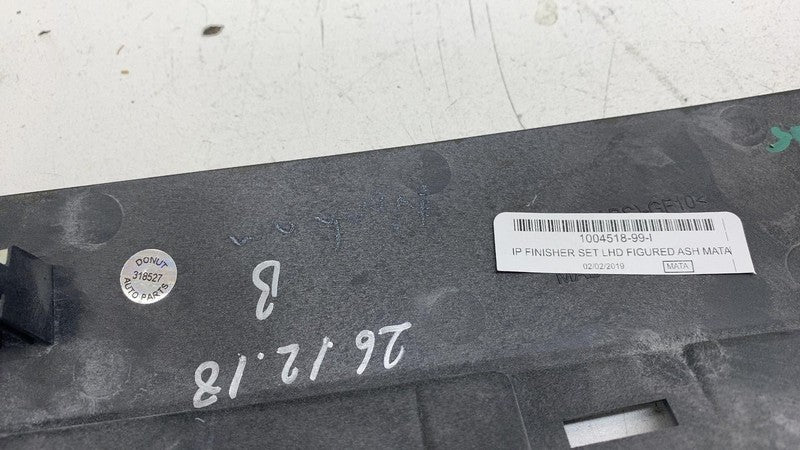 1004518-99-I
IP FINISHER SET LHD FIGURED ASH MATA
02/02/2019 MATA
DONUT
318527
AUTO PARTS
B
26.12.18